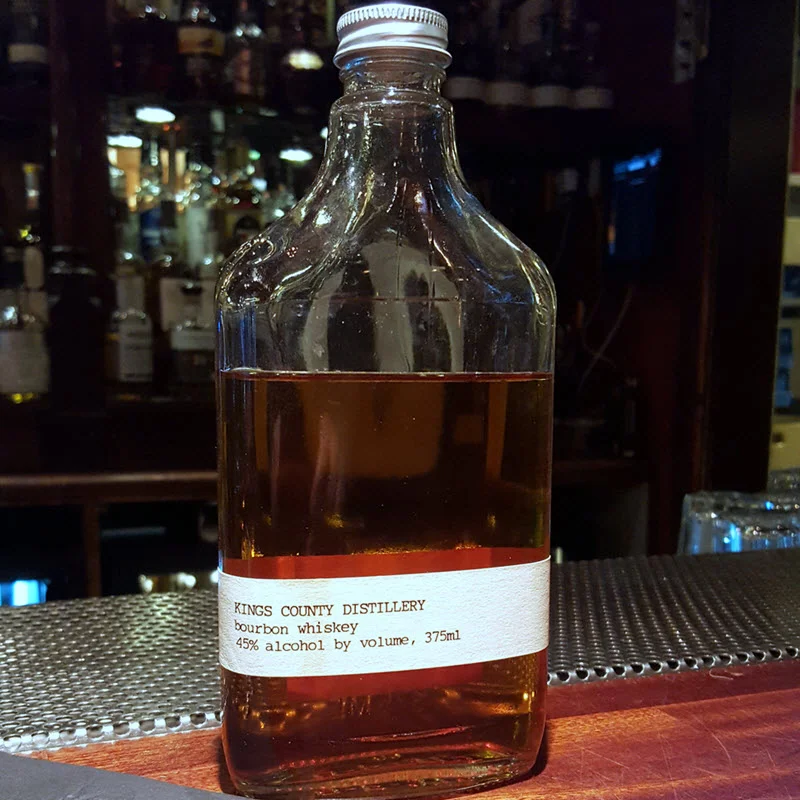 KINGS COUNTY DISTILLERY
bourbon whiskey
45% alcohol by volume, 375ml